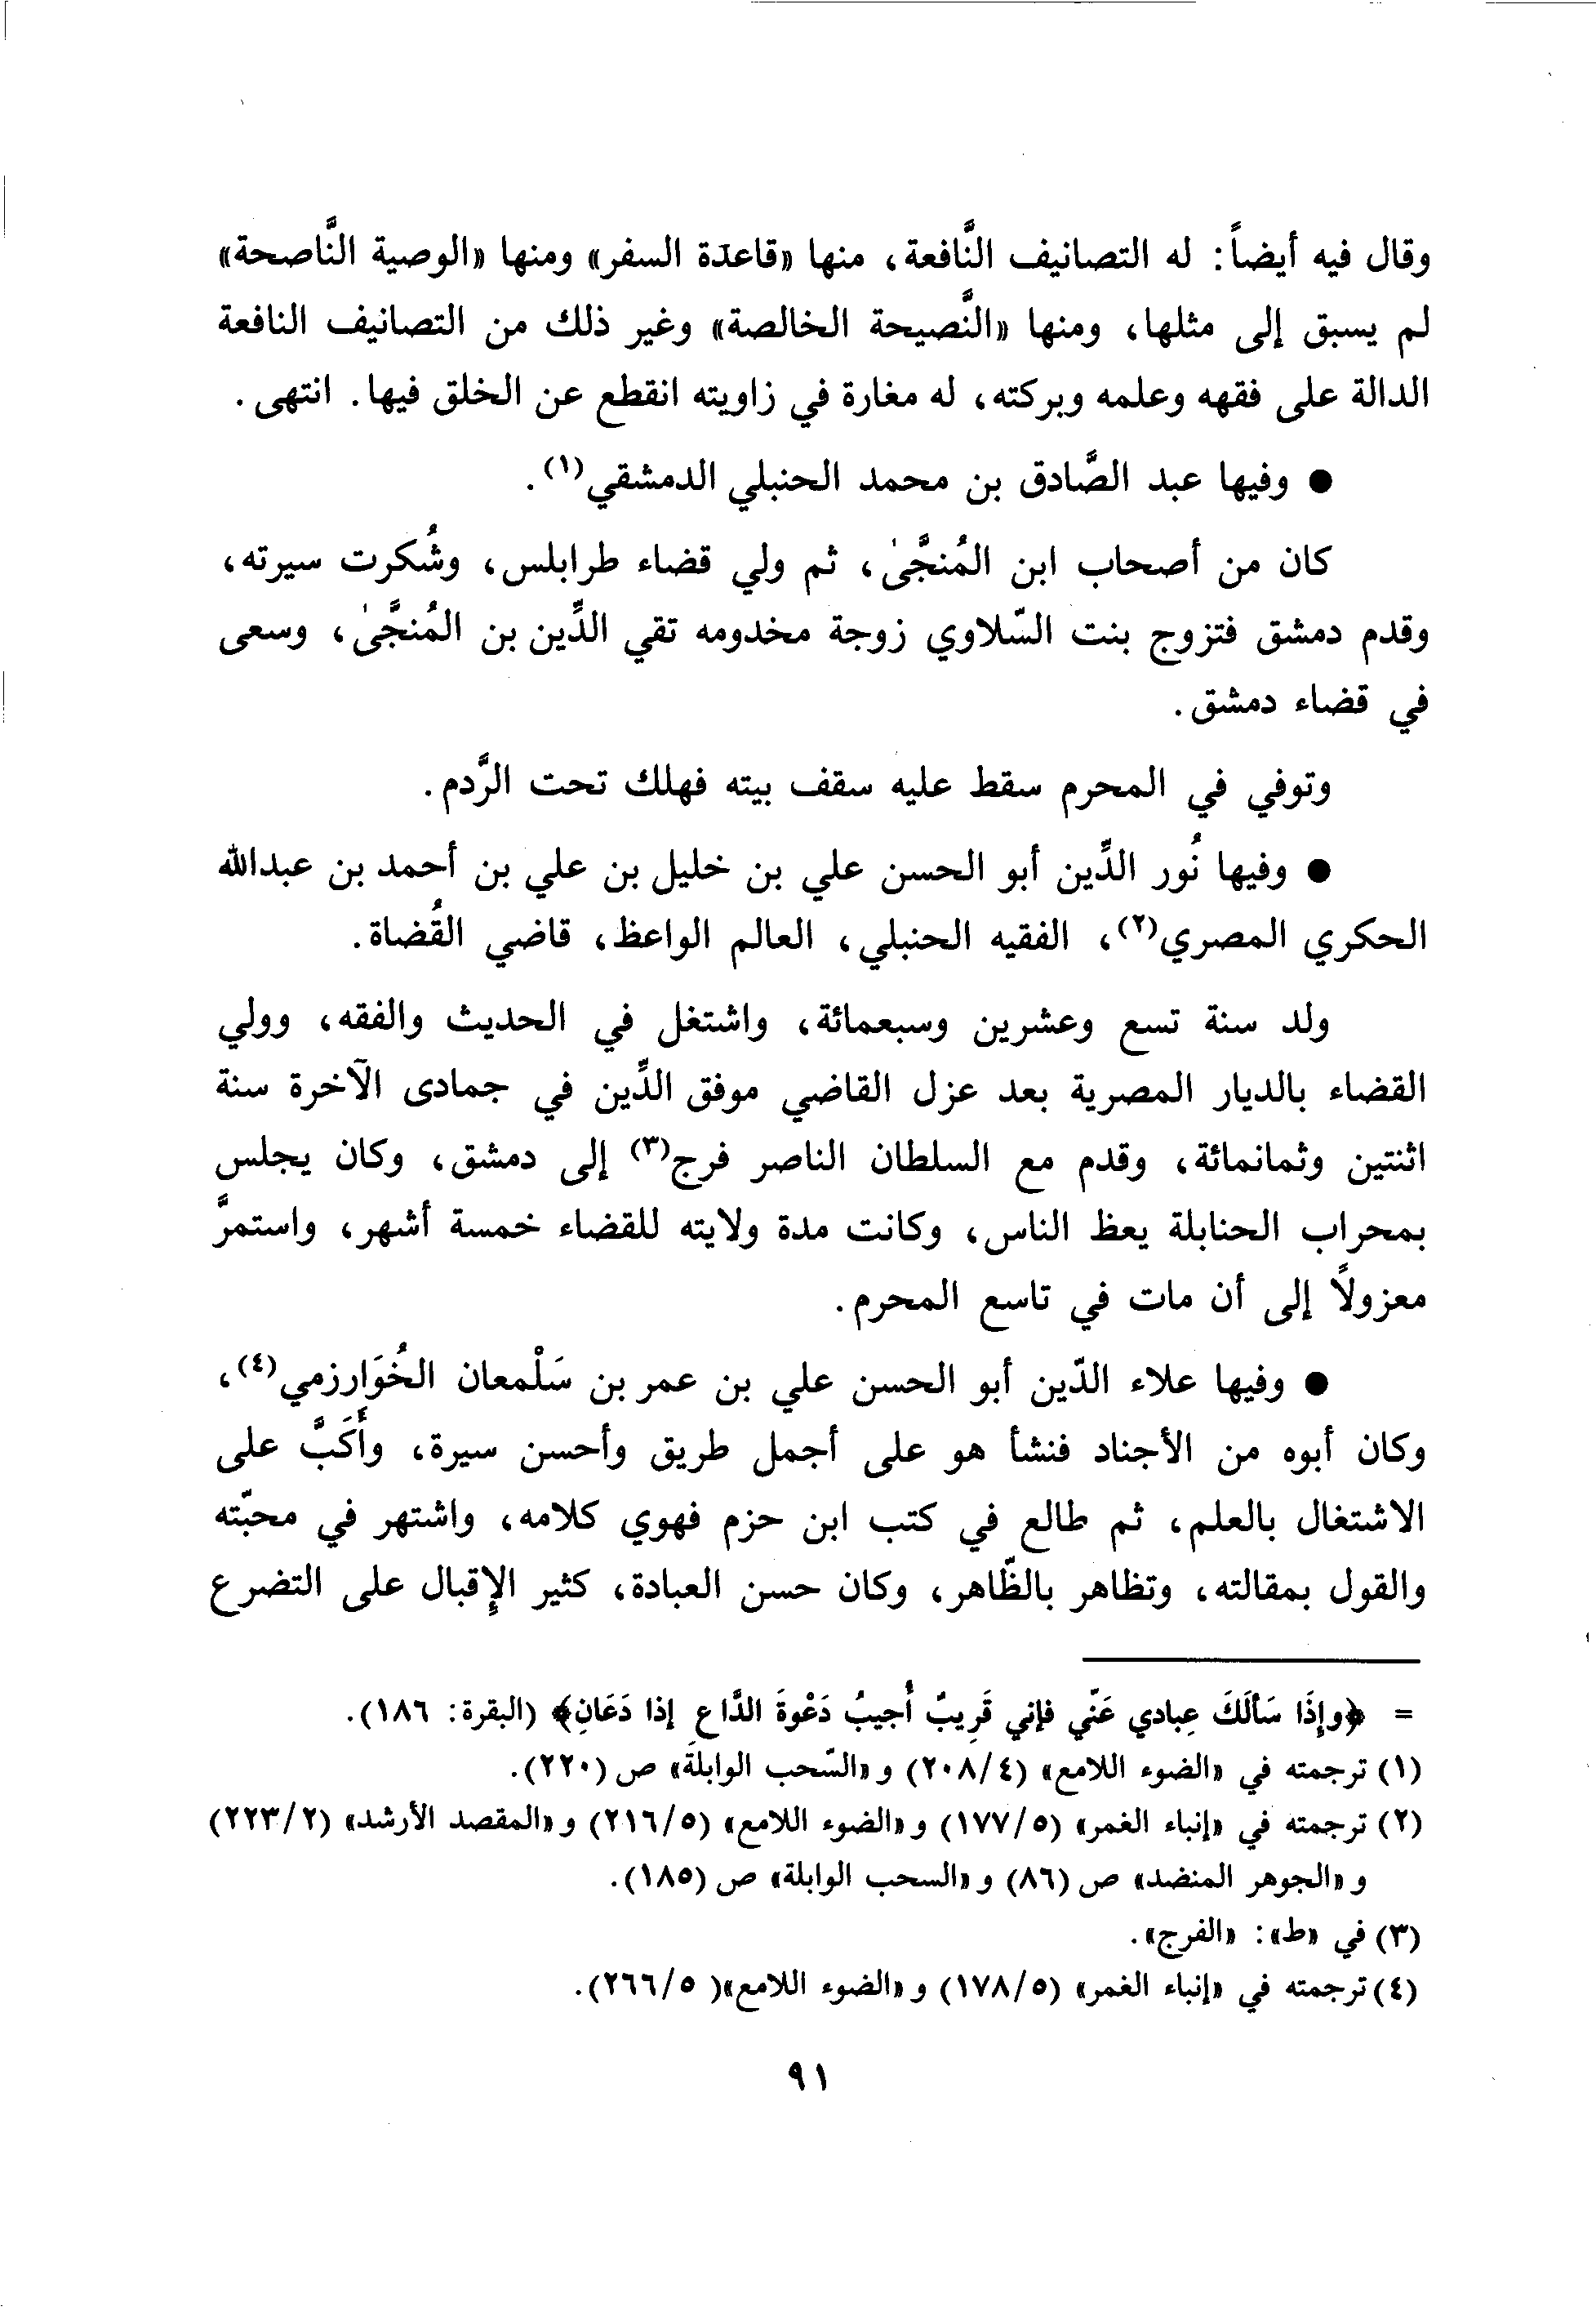 وقال فيه أيضاً: له التصانيف النَّافعة، منها «قاعدة السفر» ومنها «الوصية النَّاصحة»
لم يسبق إلى مثلها، ومنها «النَّصيحة الخالصة» وغير ذلك من التصانيف النافعة
الدالة على فقهه وعلمه وبركته، له مغارة في زاويته انقطع عن الخلق فيها. انتهى.
● وفيها عبد الصَّادق بن محمد الحنبلي الدمشقي(١).
كان من أصحاب ابن المُنجَّىٰ، ثم ولي قضاء طرابلس، وشُكرت سيرته،
وقدم دمشق فتزوج بنت السّلاوي زوجة مخدومه تقي الدِّين بن المُنجَّىٰ، وسعى
في قضاء دمشق.
وتوفي في المحرم سقط عليه سقف بيته فهلك تحت الرَّدم.
● وفيها نُور الدِّين أبو الحسن علي بن خليل بن علي بن أحمد بن عبدالله
الحكري المصري(٢)، الفقيه الحنبلي، العالم الواعظ، قاضي القُضاة.
ولد سنة تسع وعشرين وسبعمائة، واشتغل في الحديث والفقه، وولي
القضاء بالديار المصرية بعد عزل القاضي موفق الدِّين في جمادى الآخرة سنة
اثنتين وثمانمائة، وقدم مع السلطان الناصر فرج(٣) إلى دمشق، وكان يجلس
بمحراب الحنابلة يعظ الناس، وكانت مدة ولايته للقضاء خمسة أشهر، واستمرَّ
معزولاً إلى أن مات في تاسع المحرم.
● وفيها علاء الدّين أبو الحسن علي بن عمر بن سَلْمعان الخُوَارزمي(٤)،
وكان أبوه من الأجناد فنشأ هو على أجمل طريق وأحسن سيرة، وأَكَبَّ على
الاشتغال بالعلم، ثم طالع في كتب ابن حزم فهوي كلامه، واشتهر في محبّته
والقول بمقالته، وتظاهر بالظّاهر، وكان حسن العبادة، كثير الإقبال على التضرع
= ﴿وإِذَا سَأَلَكَ عِبادي عَنّي فإني قَرِيبٌ أُجيبُ دَعْوةَ الدَّاعِ إذا دَعَانِ﴾ (البقرة: ١٨٦).
(١) ترجمته في «الضوء اللامع» (٤/٢٠٨) و«السّحب الوابلة» ص (٢٢٠).
(٢) ترجمته في «إنباء الغمر» (٥/١٧٧) و«الضوء اللامع» (٥/٢١٦) و«المقصد الأرشد» (٢/٢٢٣)
و«الجوهر المنضد» ص (٨٦) و«السحب الوابلة» ص (١٨٥).
(٣) في «ط»: «الفرج».
(٤) ترجمته في «إنباء الغمر» (٥/١٧٨) و«الضوء اللامع»( ٥/٢٦٦).
٩١